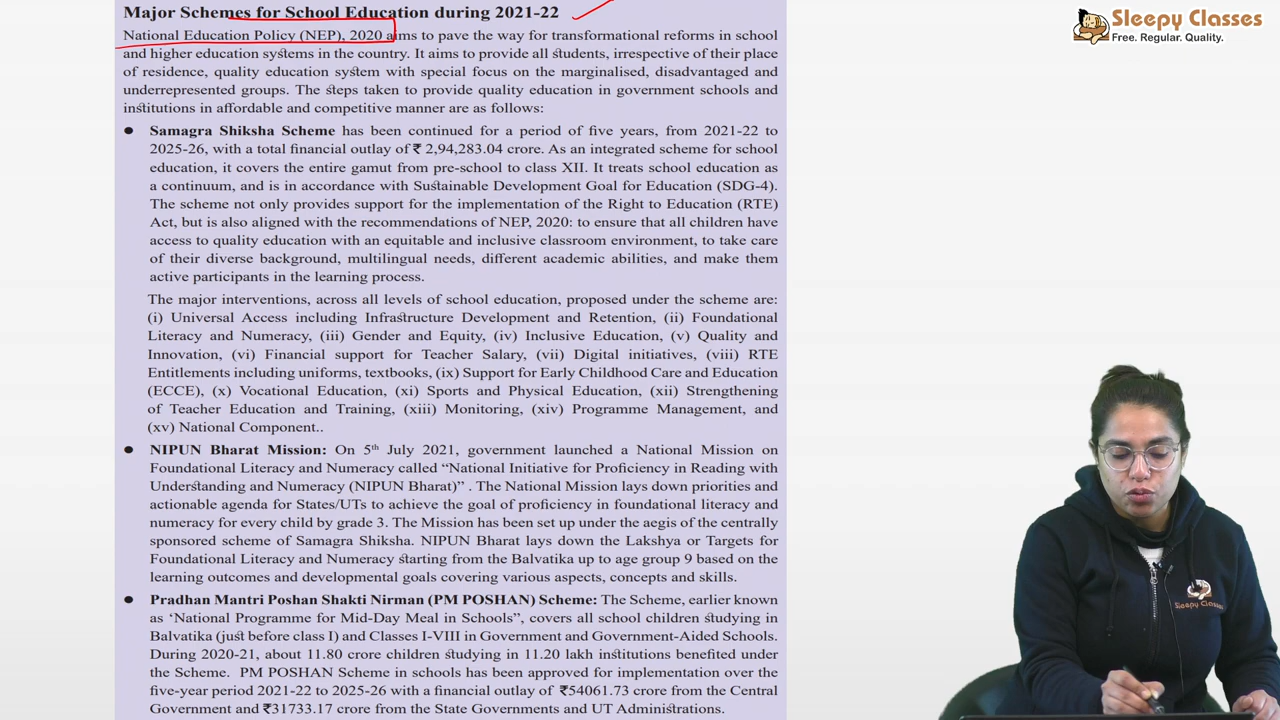 Major Schemes for School Education during 2021-22
National Education Policy (NEP), 2020 aims to pave the way for transformational reforms in school
and higher education systems in the country. It aims to provide all students, irrespective of their place
of residence, quality education system with special focus on the marginalised, disadvantaged and
underrepresented groups. The steps taken to provide quality education in government schools and
institutions in affordable and competitive manner are as follows:
● Samagra Shiksha Scheme has been continued for a period of five years, from 2021-22 to
2025-26, with a total financial outlay of ₹ 2,94,283.04 crore. As an integrated scheme for school
education, it covers the entire gamut from pre-school to class XII. It treats school education as
a continuum, and is in accordance with Sustainable Development Goal for Education (SDG-4).
The scheme not only provides support for the implementation of the Right to Education (RTE)
Act, but is also aligned with the recommendations of NEP, 2020: to ensure that all children have
access to quality education with an equitable and inclusive classroom environment, to take care
of their diverse background, multilingual needs, different academic abilities, and make them
active participants in the learning process.
The major interventions, across all levels of school education, proposed under the scheme are:
(i) Universal Access including Infrastructure Development and Retention, (ii) Foundational
Literacy and Numeracy, (iii) Gender and Equity, (iv) Inclusive Education, (v) Quality and
Innovation, (vi) Financial support for Teacher Salary, (vii) Digital initiatives, (viii) RTE
Entitlements including uniforms, textbooks, (ix) Support for Early Childhood Care and Education
(ECCE), (x) Vocational Education, (xi) Sports and Physical Education, (xii) Strengthening
of Teacher Education and Training, (xiii) Monitoring, (xiv) Programme Management, and
(xv) National Component..
● NIPUN Bharat Mission: On 5th July 2021, government launched a National Mission on
Foundational Literacy and Numeracy called “National Initiative for Proficiency in Reading with
Understanding and Numeracy (NIPUN Bharat)” . The National Mission lays down priorities and
actionable agenda for States/UTs to achieve the goal of proficiency in foundational literacy and
numeracy for every child by grade 3. The Mission has been set up under the aegis of the centrally
sponsored scheme of Samagra Shiksha. NIPUN Bharat lays down the Lakshya or Targets for
Foundational Literacy and Numeracy starting from the Balvatika up to age group 9 based on the
learning outcomes and developmental goals covering various aspects, concepts and skills.
● Pradhan Mantri Poshan Shakti Nirman (PM POSHAN) Scheme: The Scheme, earlier known
as ‘National Programme for Mid-Day Meal in Schools”, covers all school children studying in
Balvatika (just before class I) and Classes I-VIII in Government and Government-Aided Schools.
During 2020-21, about 11.80 crore children studying in 11.20 lakh institutions benefited under
the Scheme. PM POSHAN Scheme in schools has been approved for implementation over the
five-year period 2021-22 to 2025-26 with a financial outlay of ₹54061.73 crore from the Central
Government and ₹31733.17 crore from the State Governments and UT Administrations.
Sleepy Classes
Free. Regular. Quality.
Sleepy Classes